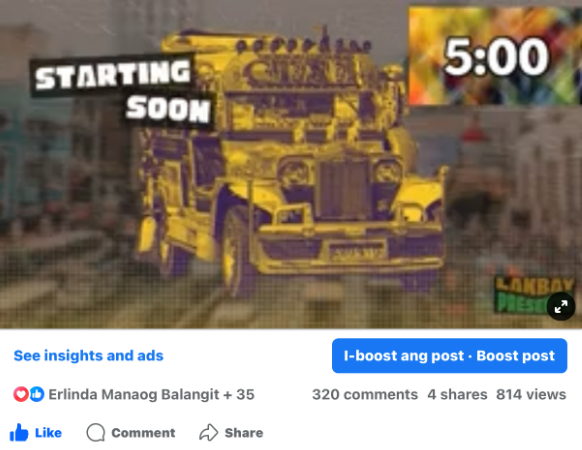 STARTING
SOON
5:00
LAKBAY
See insights and ads
I-boost ang post · Boost post
Erlinda Manaog Balangit + 35
320 comments 4 shares 814 views
Like
Comment
Share